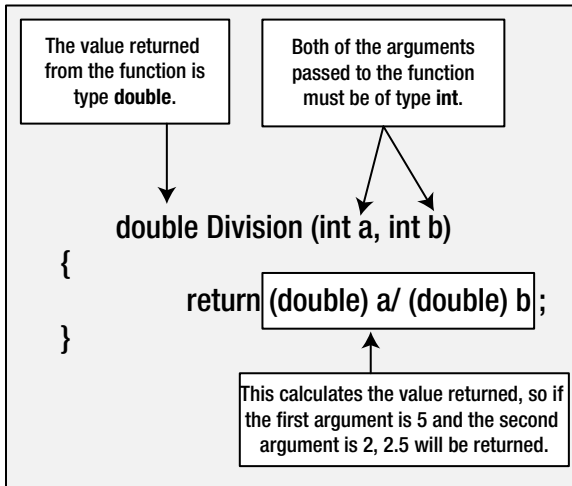 The value returned
from the function is
type double.
Both of the arguments
passed to the function
must be of type int.
double Division (int a, int b)
{
return (double) a/ (double) b ;
}
This calculates the value returned, so if
the first argument is 5 and the second
argument is 2, 2.5 will be returned.